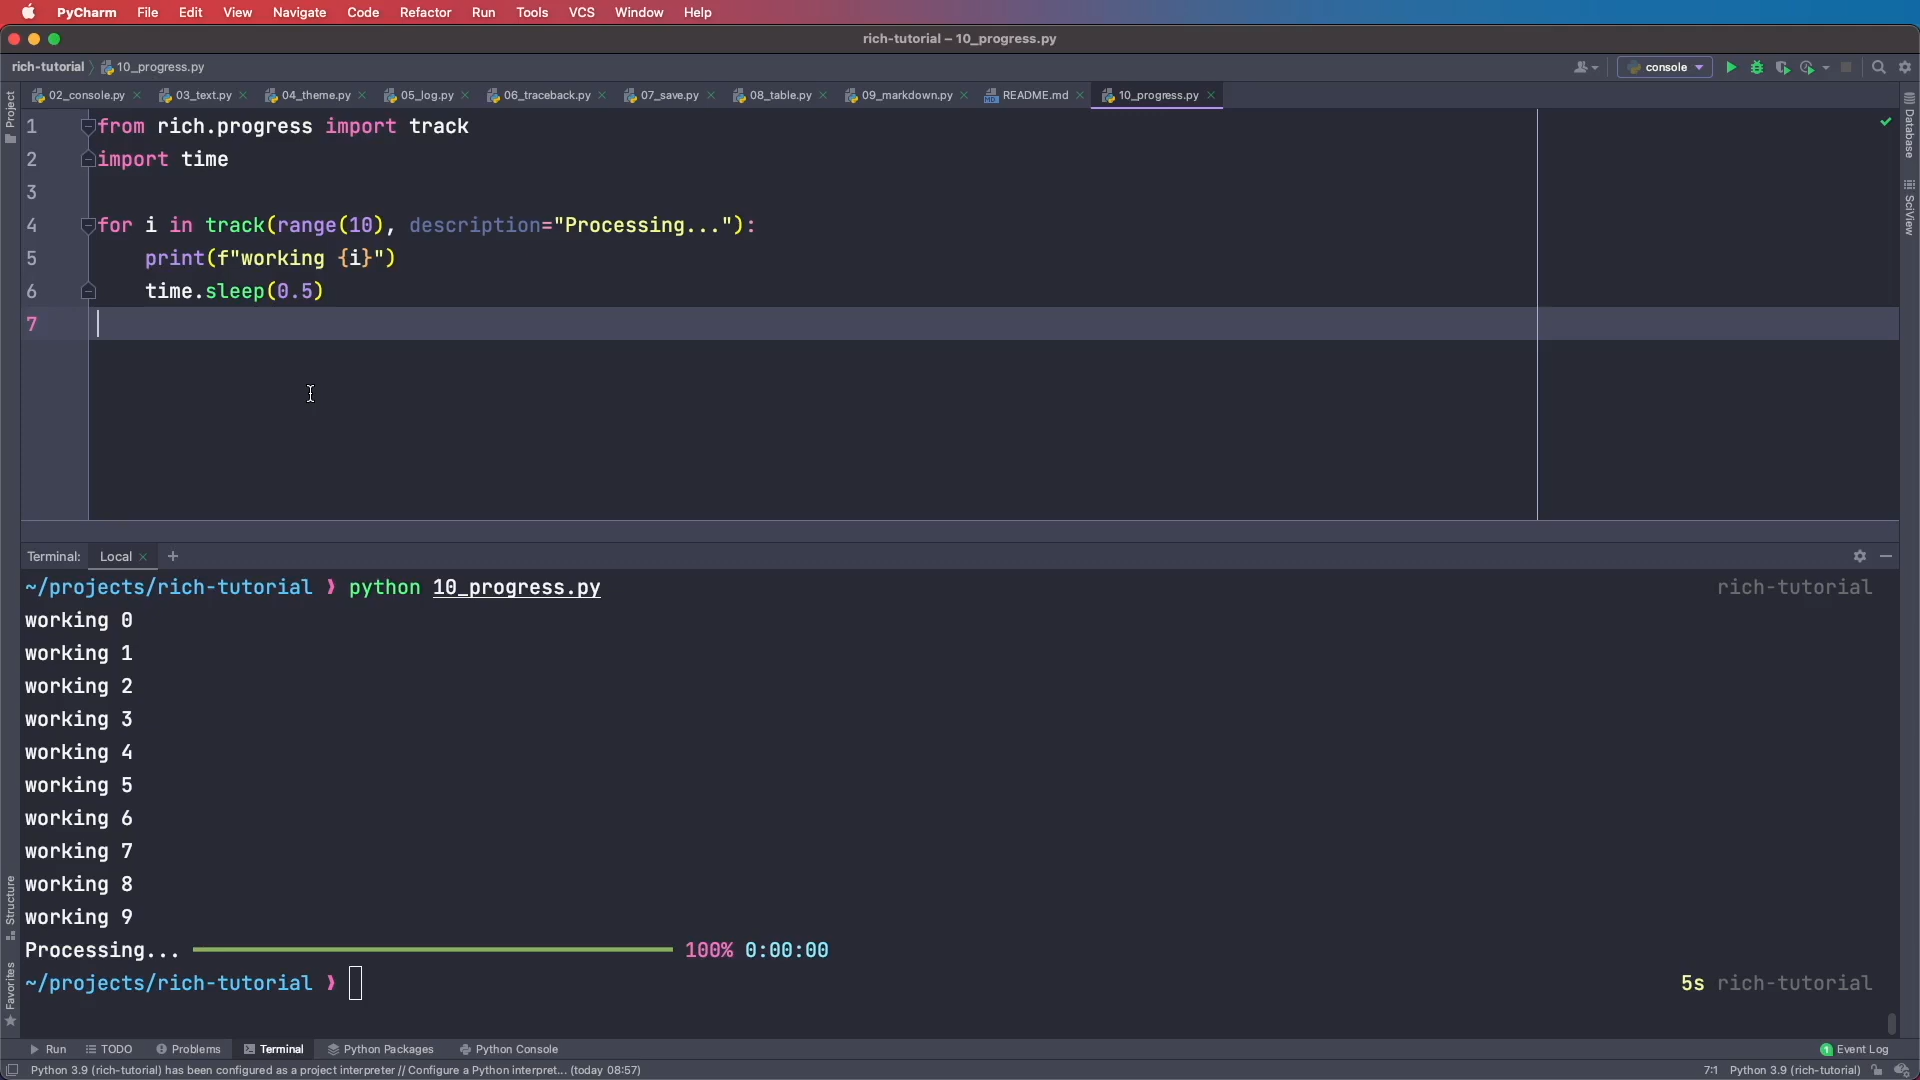 PyCharm File Edit View Navigate Code Refactor Run Tools VCS Window Help
rich-tutorial – 10_progress.py
rich-tutorial 10_progress.py console
02_console.py 03_text.py 04_theme.py 05_log.py 06_traceback.py 07_save.py 08_table.py 09_markdown.py README.md 10_progress.py
Project
Database
SciView
1 from rich.progress import track
2 import time
3
4 for i in track(range(10), description="Processing..."):
5 print(f"working {i}")
6 time.sleep(0.5)
7
Terminal: Local +
~/projects/rich-tutorial ❯ python 10_progress.py rich-tutorial
working 0
working 1
working 2
working 3
working 4
working 5
working 6
working 7
working 8
working 9
Processing... 100% 0:00:00
~/projects/rich-tutorial ❯ 5s rich-tutorial
Structure
Favorites
Run TODO Problems Terminal Python Packages Python Console 1 Event Log
Python 3.9 (rich-tutorial) has been configured as a project interpreter // Configure a Python interpret... (today 08:57) 7:1 Python 3.9 (rich-tutorial)